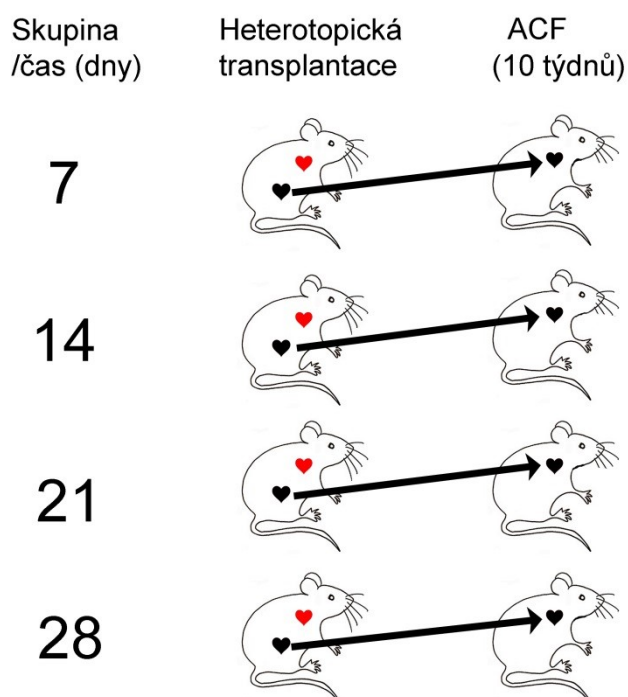 Skupina
/čas (dny)
Heterotopická
transplantace
ACF
(10 týdnů)
7
14
21
28